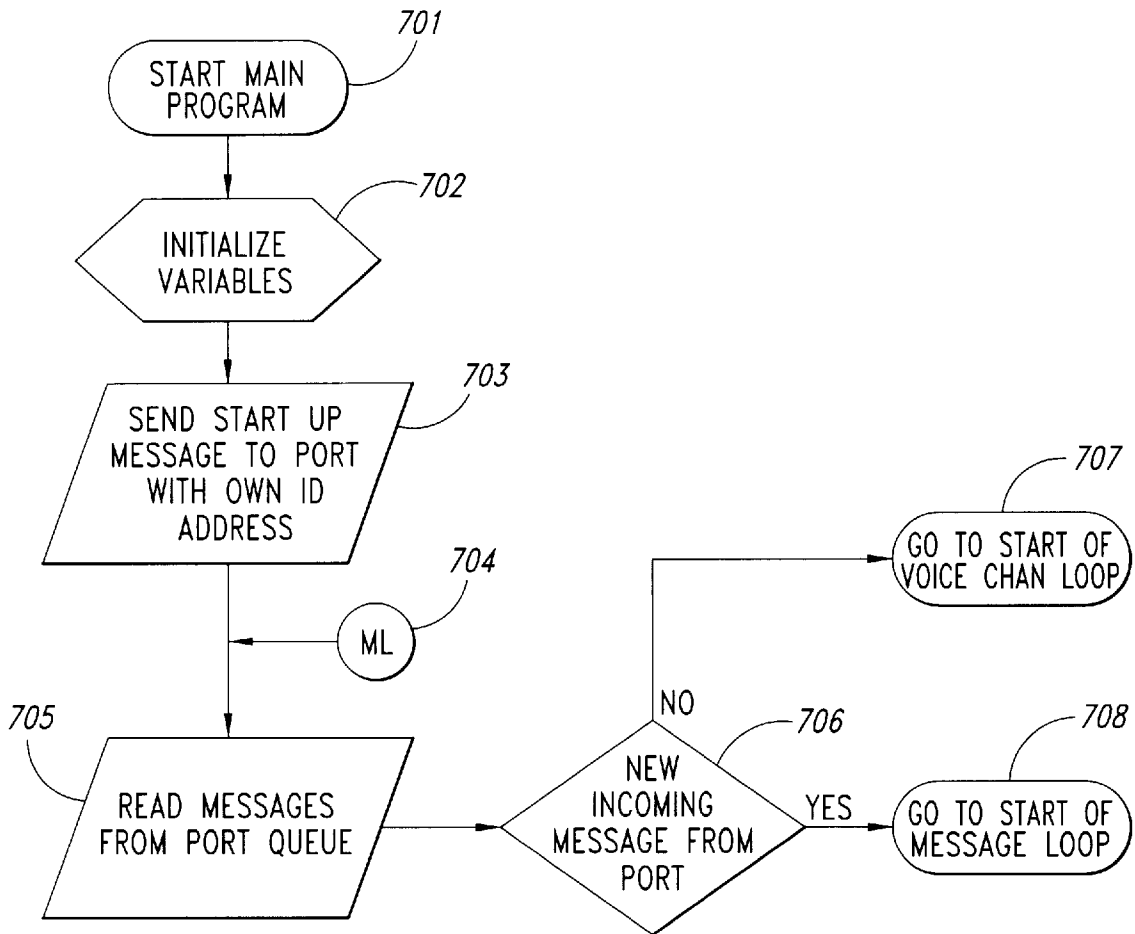 701
START MAIN
PROGRAM
702
INITIALIZE
VARIABLES
703
SEND START UP
MESSAGE TO PORT
WITH OWN ID
ADDRESS
704
ML
705
READ MESSAGES
FROM PORT QUEUE
706
NEW
INCOMING
MESSAGE FROM
PORT
NO
707
GO TO START OF
VOICE CHAN LOOP
YES
708
GO TO START OF
MESSAGE LOOP